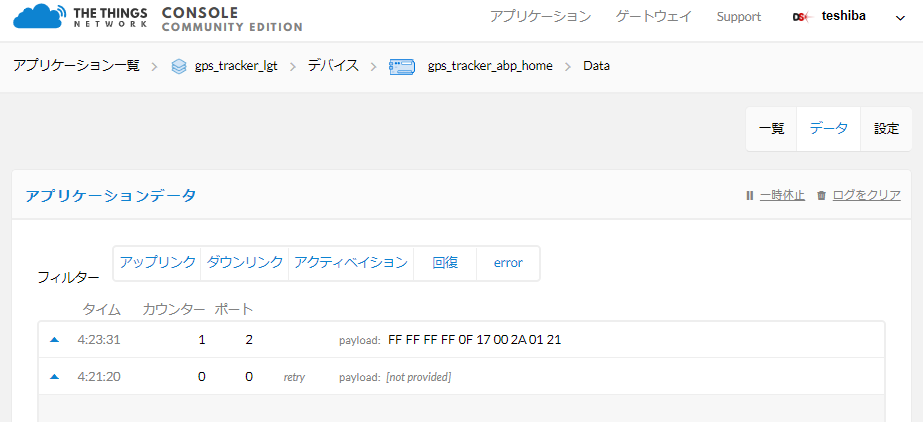 THE THINGS NETWORK CONSOLE COMMUNITY EDITION アプリケーション ゲートウェイ Support DS teshiba
アプリケーション一覧 gps_tracker_lgt デバイス gps_tracker_abp_home Data
一覧 データ 設定
アプリケーションデータ 一時休止 ログをクリア
フィルター アップリンク ダウンリンク アクティベイション 回復 error
タイム カウンター ポート
4:23:31 1 2 payload: FF FF FF FF 0F 17 00 2A 01 21
4:21:20 0 0 retry payload: [not provided]